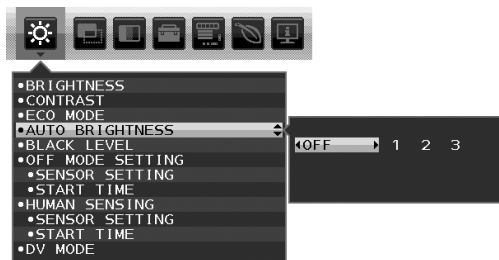 •BRIGHTNESS
•CONTRAST
•ECO MODE
•AUTO BRIGHTNESS
OFF 1 2 3
•BLACK LEVEL
•OFF MODE SETTING
•SENSOR SETTING
•START TIME
•HUMAN SENSING
•SENSOR SETTING
•START TIME
•DV MODE